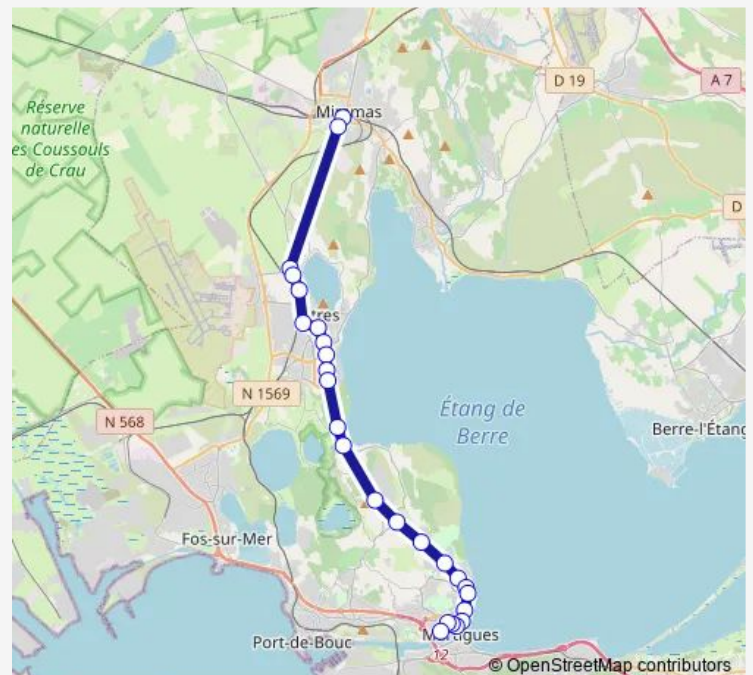 D 19
A 7
Réserve
naturelle
es Coussouls
de Crau
D
N 1569
N 568
Étang de
Berre
Berre-l'Étang
Fos-sur-Mer
Port-de-Bouc
12
© OpenStreetMap contributors